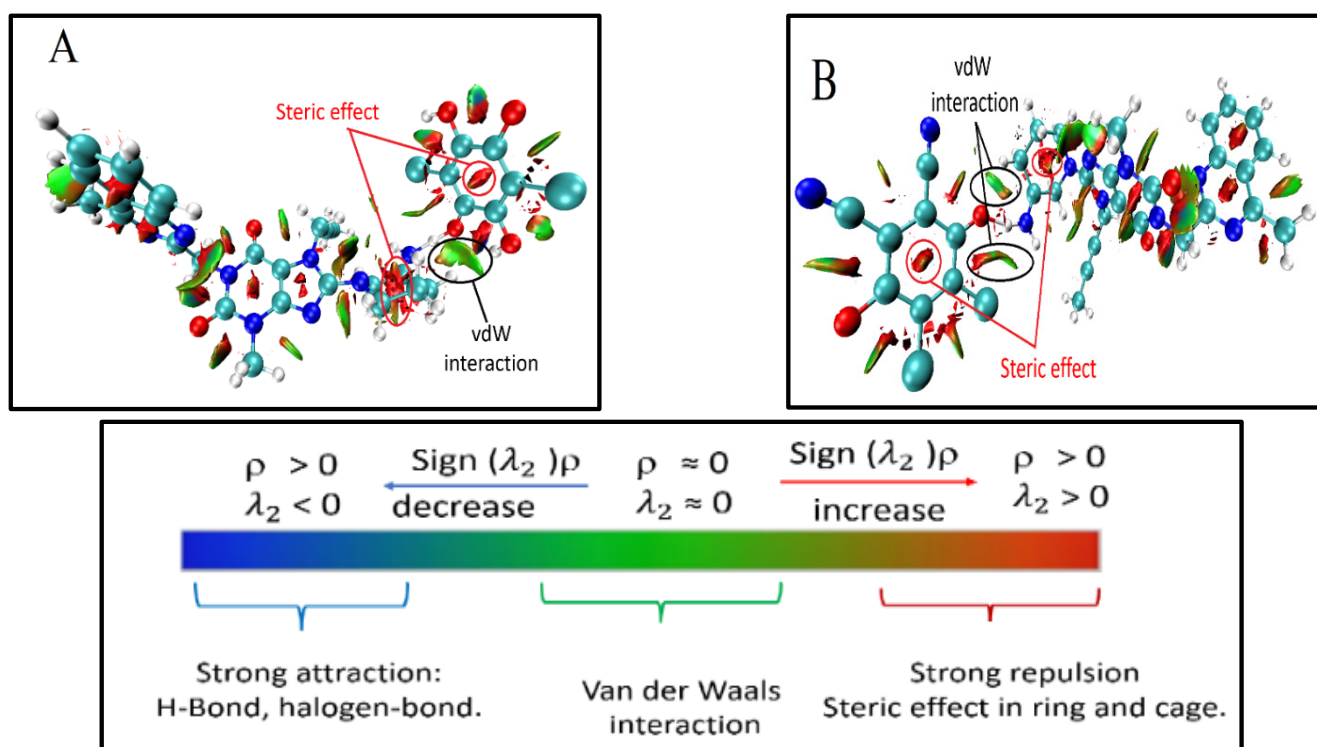 A
Steric effect
vdW
interaction
B
vdW
interaction
Steric effect
ρ > 0
λ₂ < 0
Sign (λ₂ )ρ
decrease
ρ ≈ 0
λ₂ ≈ 0
Sign (λ₂ )ρ
increase
ρ > 0
λ₂ > 0
Strong attraction:
H-Bond, halogen-bond.
Van der Waals
interaction
Strong repulsion
Steric effect in ring and cage.